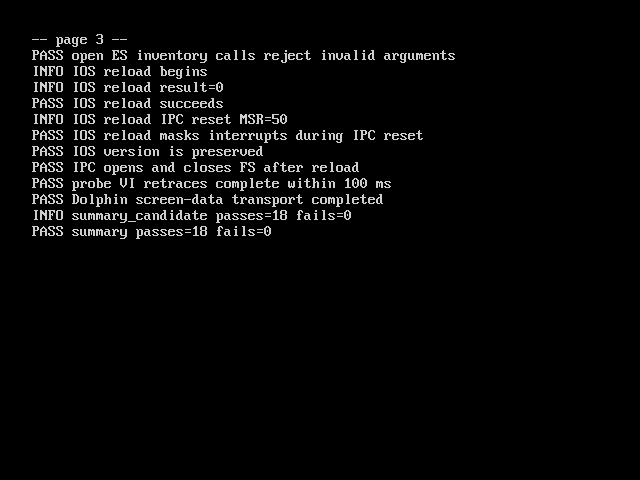 -- page 3 --
PASS open ES inventory calls reject invalid arguments
INFO IOS reload begins
INFO IOS reload result=0
PASS IOS reload succeeds
INFO IOS reload IPC reset MSR=50
PASS IOS reload masks interrupts during IPC reset
PASS IOS version is preserved
PASS IPC opens and closes FS after reload
PASS probe VI retraces complete within 100 ms
PASS Dolphin screen-data transport completed
INFO summary_candidate passes=18 fails=0
PASS summary passes=18 fails=0